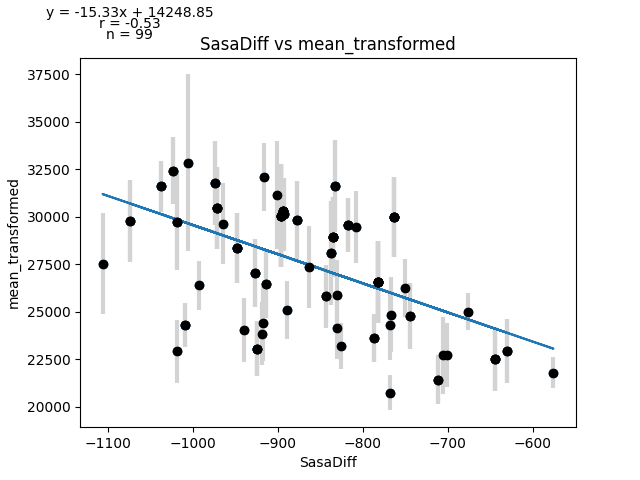 y = -15.33x + 14248.85
r = -0.53
n = 99
SasaDiff vs mean_transformed
37500
35000
32500
30000
27500
25000
22500
20000
mean_transformed
−1100 −1000 −900 −800 −700 −600
SasaDiff